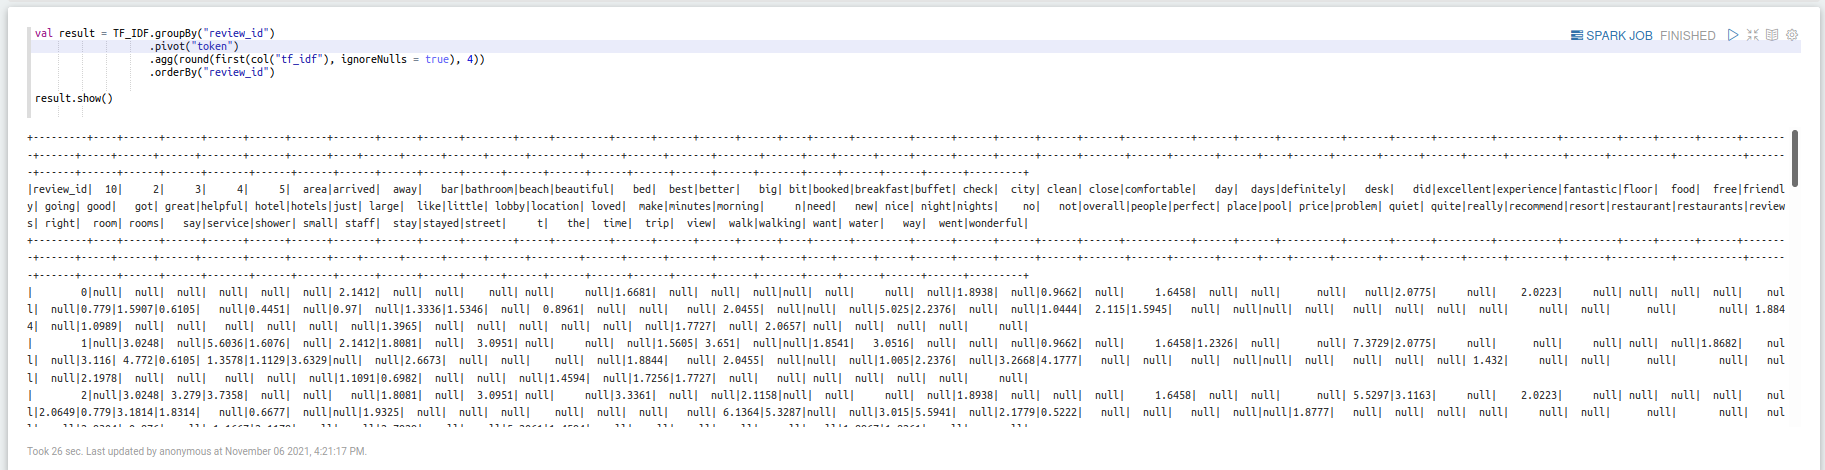 val result = TF_IDF.groupBy("review_id")
.pivot("token")
.agg(round(first(col("tf_idf"), ignoreNulls = true), 4))
.orderBy("review_id")
result.show()
SPARK JOB FINISHED
|review_id| 10| 2| 3| 4| 5| area|arrived| away| bar|bathroom|beach|beautiful| bed| best|better| big| bit|booked|breakfast|buffet| check| city| clean| close|comfortable| day| days|definitely| desk| did|excellent|experience|fantastic|floor| food| free|friendl
y| going| good| got| great|helpful| hotel|hotels|just| large| like|little| lobby|location| loved| make|minutes|morning| n|need| new| nice| night|nights| no| not|overall|people|perfect| place|pool| price|problem| quiet| quite|really|recommend|resort|restaurant|restaurants|review
s| right| room| rooms| say|service|shower| small| staff| stay|stayed|street| t| the| time| trip| view| walk|walking| want| water| way| went|wonderful|
| 0|null| null| null| null| null| null| 2.1412| null| null| null| null| null|1.6681| null| null| null| null|null| null| null| null|1.8938| null|0.9662| null| 1.6458| null| null| null| null|2.0775| null| 2.0223| null| null| null| null| nul
l| null|0.779|1.5907|0.6105| null|0.4451| null|0.97| null|1.3336|1.5346| null| 0.8961| null| null| null| 2.0455| null|null| null|5.025|2.2376| null| null|1.0444| 2.115|1.5945| null| null|null| null| null| null| null| null| null| null| null| 1.884
4| null|1.0989| null| null| null| null| null| null|1.3965| null| null| null| null| null| null|1.7727| null| 2.0657| null| null| null| null| null|
| 1|null|3.0248| null|5.6036|1.6076| null| 2.1412|1.8081| null| 3.0951| null| null| null|1.5605| 3.651| null|null|1.8541| 3.0516| null| null| null| null|0.9662| null| 1.6458|1.2326| null| null| 7.3729|2.0775| null| null| null| null|1.8682| null| nul
l| null|3.116| 4.772|0.6105| 1.3578|1.1129|3.6329|null| null|2.6673| null| null| null| null|1.8844| null| 2.0455| null|null| null|1.005|2.2376| null|3.2668|4.1777| null| null| null| null|null| null| null| null| null| 1.432| null| null| null| nul
l| null|2.1978| null| null| null| null| null|1.1091|0.6982| null| null| null|1.4594| null|1.7256|1.7727| null| null| null| null| null| null| null|
| 2|null|3.0248| 3.279|3.7358| null| null| null|1.8081| null| 3.0951| null| null|3.3361| null| null|2.1158|null| null| null| null|1.8938| null| null| null| 1.6458| null| null| null| 5.5297|3.1163| null| 2.0223| null| null| null| null| nul
l|2.0649|0.779|3.1814|1.8314| null|0.6677| null|null|1.9325| null| null| null| null| null| null| null| 6.1364|5.3287|null| null|3.015|5.5941| null|2.1779|0.5222| null| null| null| null|null|1.8777| null| null| null| null| null| null| null| nul
Took 26 sec. Last updated by anonymous at November 06 2021, 4:21:17 PM.